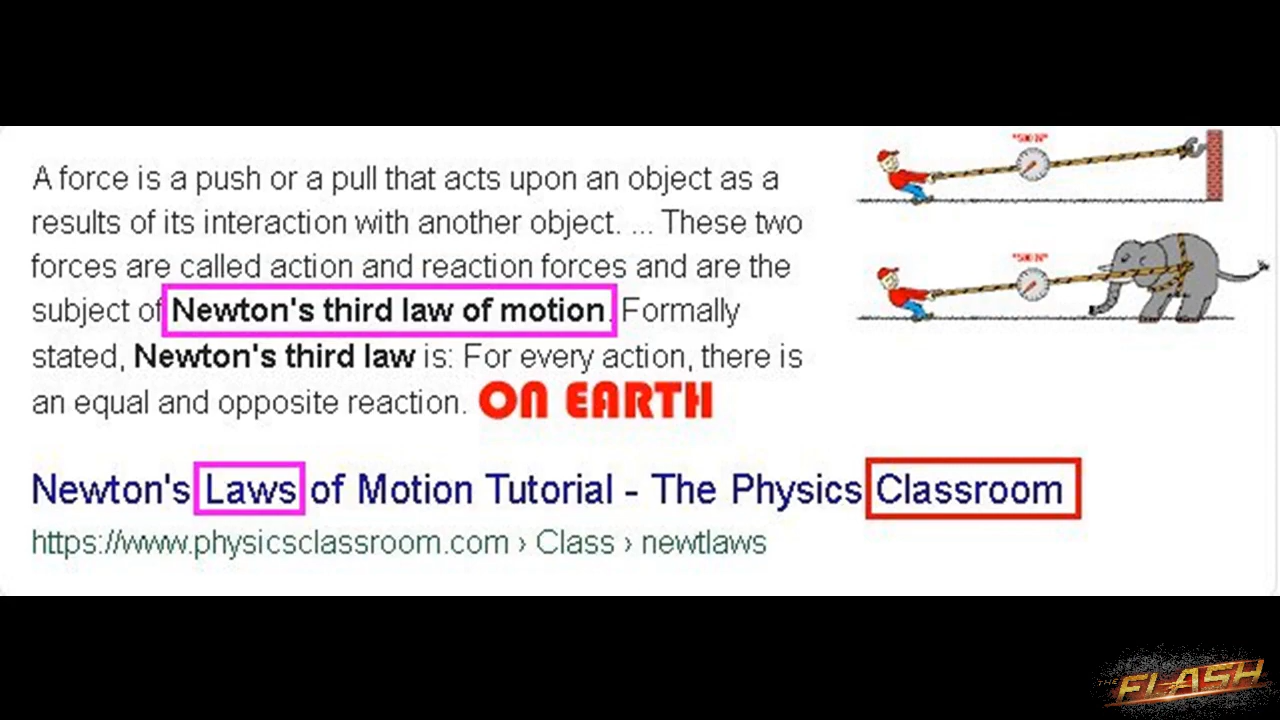 A force is a push or a pull that acts upon an object as a
results of its interaction with another object. ... These two
forces are called action and reaction forces and are the
subject of Newton's third law of motion. Formally
stated, Newton's third law is: For every action, there is
an equal and opposite reaction. ON EARTH
Newton's Laws of Motion Tutorial - The Physics Classroom
https://www.physicsclassroom.com › Class › newtlaws
THE FLASH